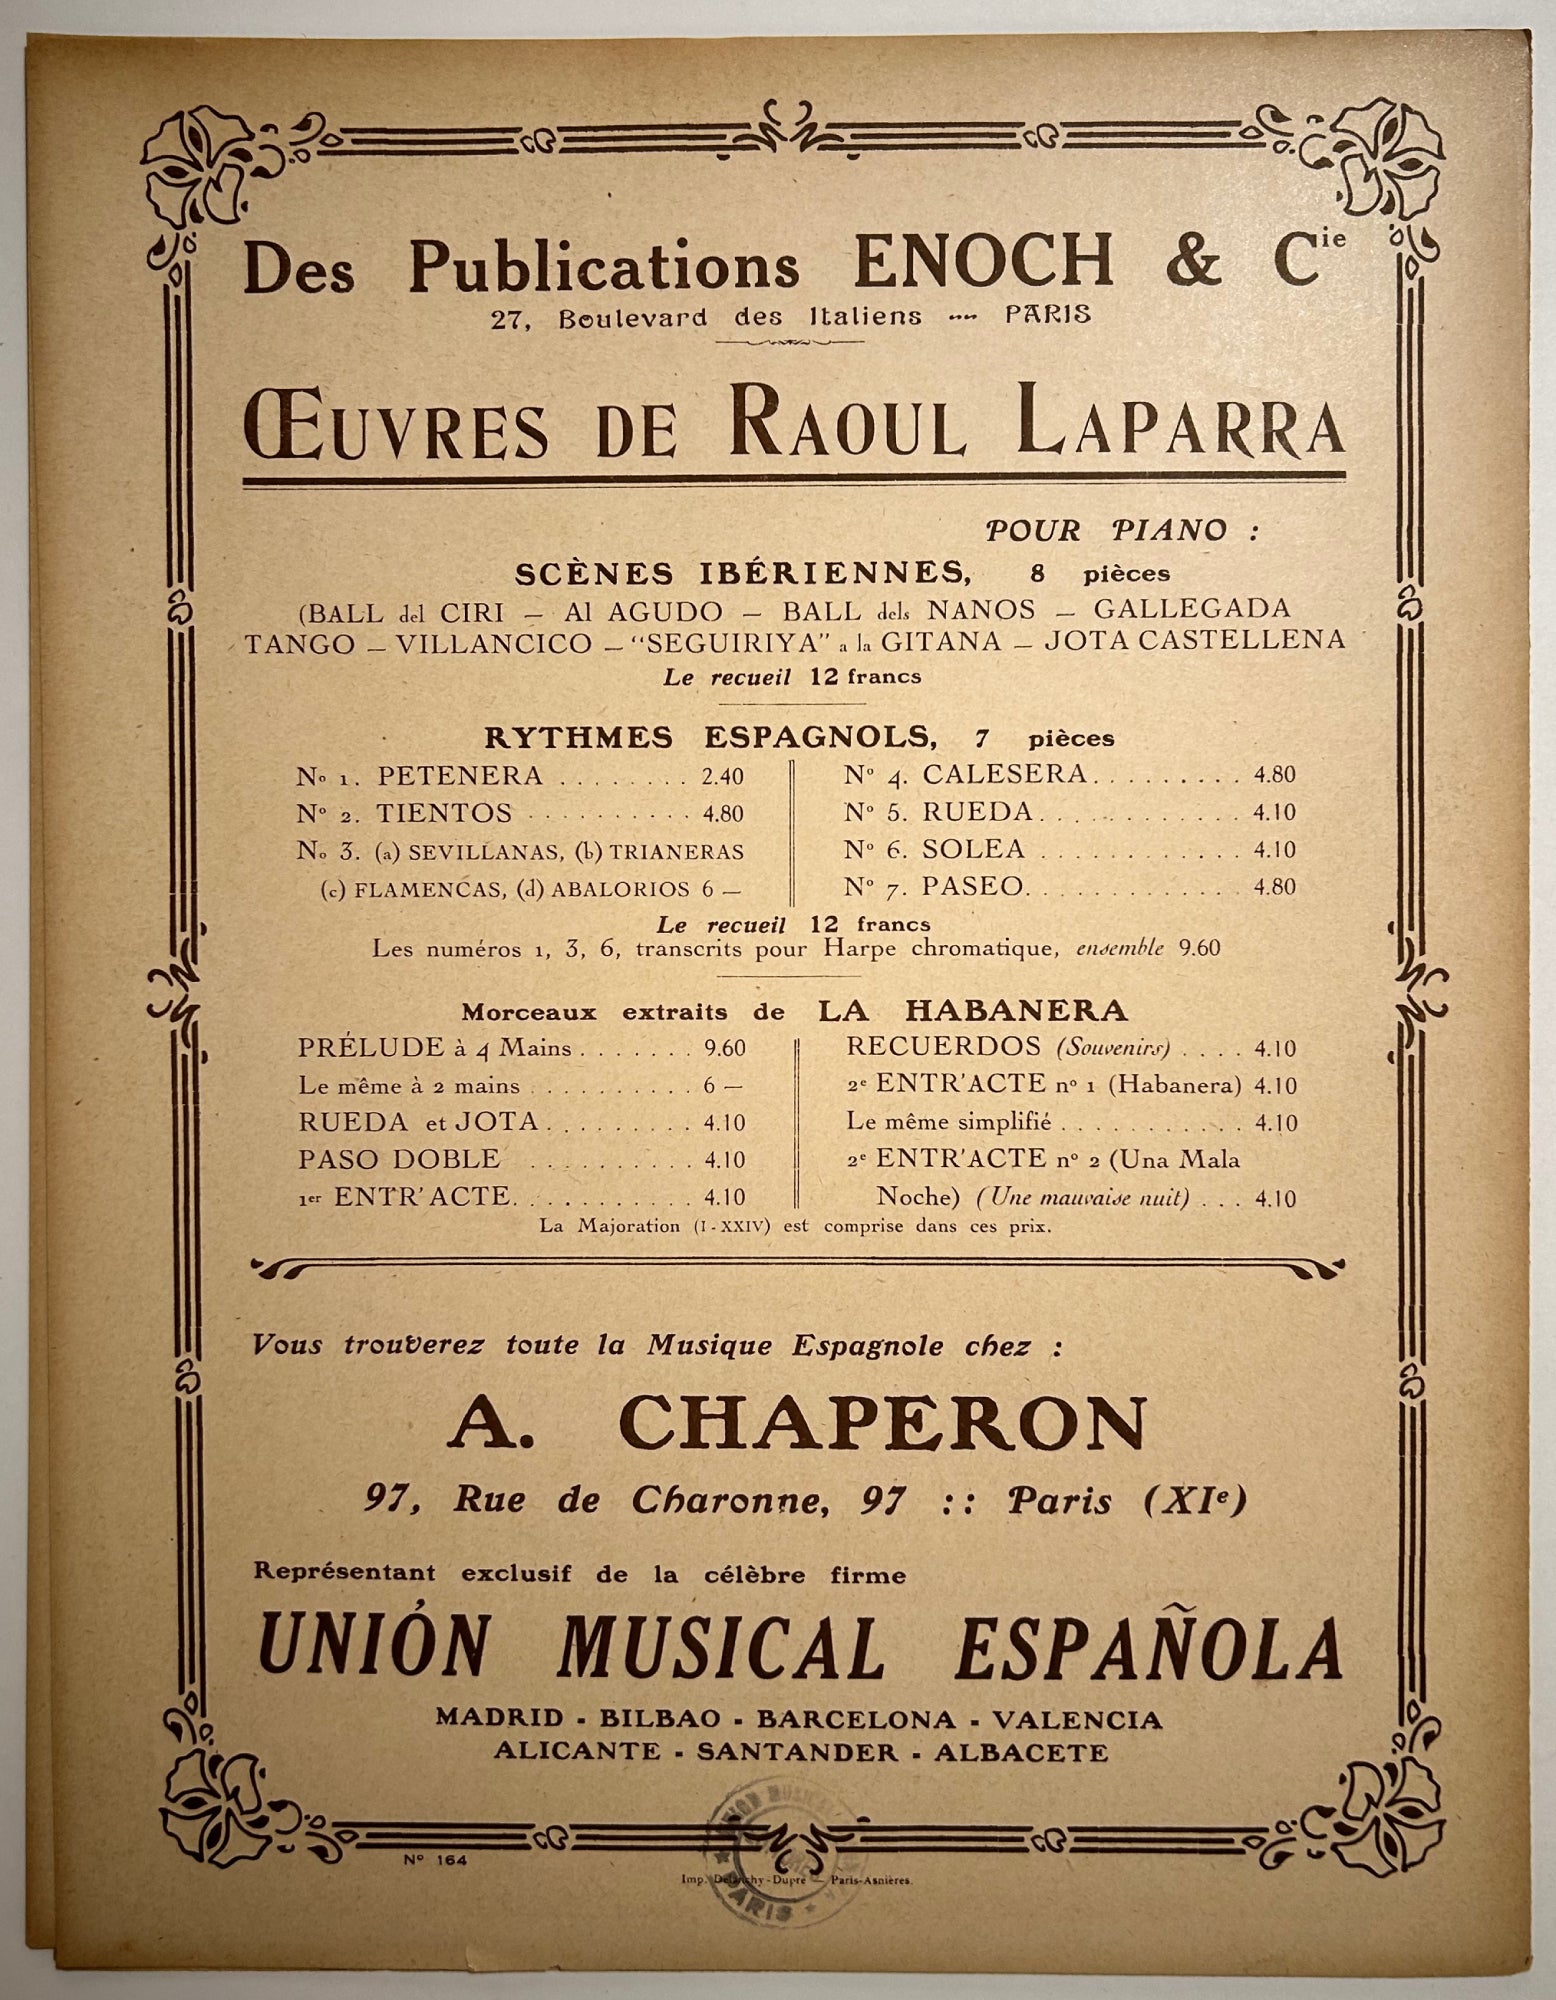 Des Publications ENOCH & Cie
27, Boulevard des Italiens --- PARIS
ŒUVRES DE RAOUL LAPARRA
POUR PIANO :
SCÈNES IBÉRIENNES, 8 pièces
(BALL del CIRI — Al AGUDO — BALL dels NANOS — GALLEGADA
TANGO — VILLANCICO — "SEGUIRIYA" a la GITANA — JOTA CASTELLENA
Le recueil 12 francs
RYTHMES ESPAGNOLS, 7 pièces
No 1. PETENERA . . . . . . . 2.40
No 2. TIENTOS . . . . . . . . . . 4.80
No 3. (a) SEVILLANAS, (b) TRIANERAS
(c) FLAMENCAS, (d) ABALORIOS 6 —
No 4. CALESERA . . . . . . . . . 4.80
No 5. RUEDA . . . . . . . . . . . 4.10
No 6. SOLEA . . . . . . . . . . . 4.10
No 7. PASEO . . . . . . . . . . . 4.80
Le recueil 12 francs
Les numéros 1, 3, 6, transcrits pour Harpe chromatique, ensemble 9.60
Morceaux extraits de LA HABANERA
PRÉLUDE à 4 Mains . . . . . . . 9.60
Le même à 2 mains . . . . . . . . . . 6 —
RUEDA et JOTA . . . . . . . . . 4.10
PASO DOBLE . . . . . . . . . . 4.10
1er ENTR'ACTE . . . . . . . . . . . 4.10
RECUERDOS (Souvenirs) . . . . 4.10
2e ENTR'ACTE no 1 (Habanera) 4.10
Le même simplifié . . . . . . . . . . . 4.10
2e ENTR'ACTE no 2 (Una Mala
Noche) (Une mauvaise nuit) . . . 4.10
La Majoration (I-XXIV) est comprise dans ces prix.
Vous trouverez toute la Musique Espagnole chez :
A. CHAPERON
97, Rue de Charonne, 97 :: Paris (XIe)
Représentant exclusif de la célèbre firme
UNIÓN MUSICAL ESPAÑOLA
MADRID - BILBAO - BARCELONA - VALENCIA
ALICANTE - SANTANDER - ALBACETE
No 164
Imp. Delanchy-Dupré — Paris-Asnières.
UNION MUSICAL
PARIS